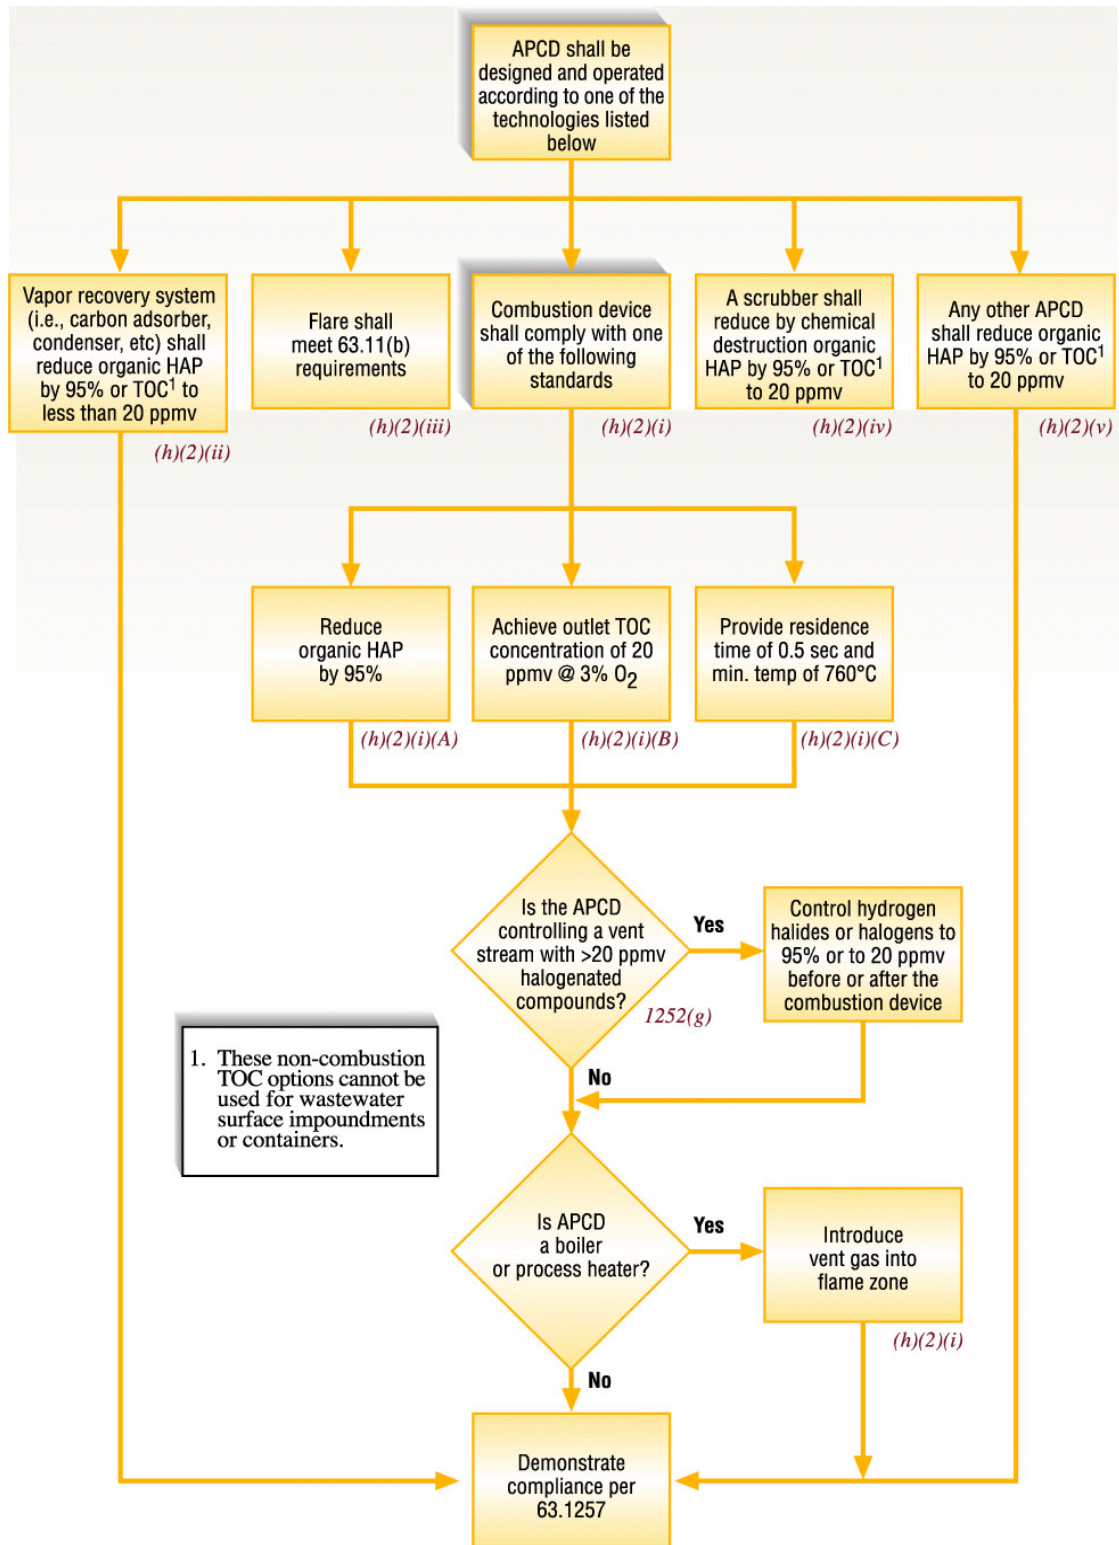 APCD shall be
designed and operated
according to one of the
technologies listed
below
Vapor recovery system
(i.e., carbon adsorber,
condenser, etc) shall
reduce organic HAP
by 95% or TOC1 to
less than 20 ppmv
(h)(2)(ii)
Flare shall
meet 63.11(b)
requirements
(h)(2)(iii)
Combustion device
shall comply with one
of the following
standards
(h)(2)(i)
A scrubber shall
reduce by chemical
destruction organic
HAP by 95% or TOC1
to 20 ppmv
(h)(2)(iv)
Any other APCD
shall reduce organic
HAP by 95% or TOC1
to 20 ppmv
(h)(2)(v)
Reduce
organic HAP
by 95%
(h)(2)(i)(A)
Achieve outlet TOC
concentration of 20
ppmv @ 3% O2
(h)(2)(i)(B)
Provide residence
time of 0.5 sec and
min. temp of 760°C
(h)(2)(i)(C)
Is the APCD
controlling a vent
stream with >20 ppmv
halogenated
compounds?
1252(g)
Yes
Control hydrogen
halides or halogens to
95% or to 20 ppmv
before or after the
combustion device
No
1. These non-combustion
TOC options cannot be
used for wastewater
surface impoundments
or containers.
Is APCD
a boiler
or process heater?
Yes
Introduce
vent gas into
flame zone
(h)(2)(i)
No
Demonstrate
compliance per
63.1257